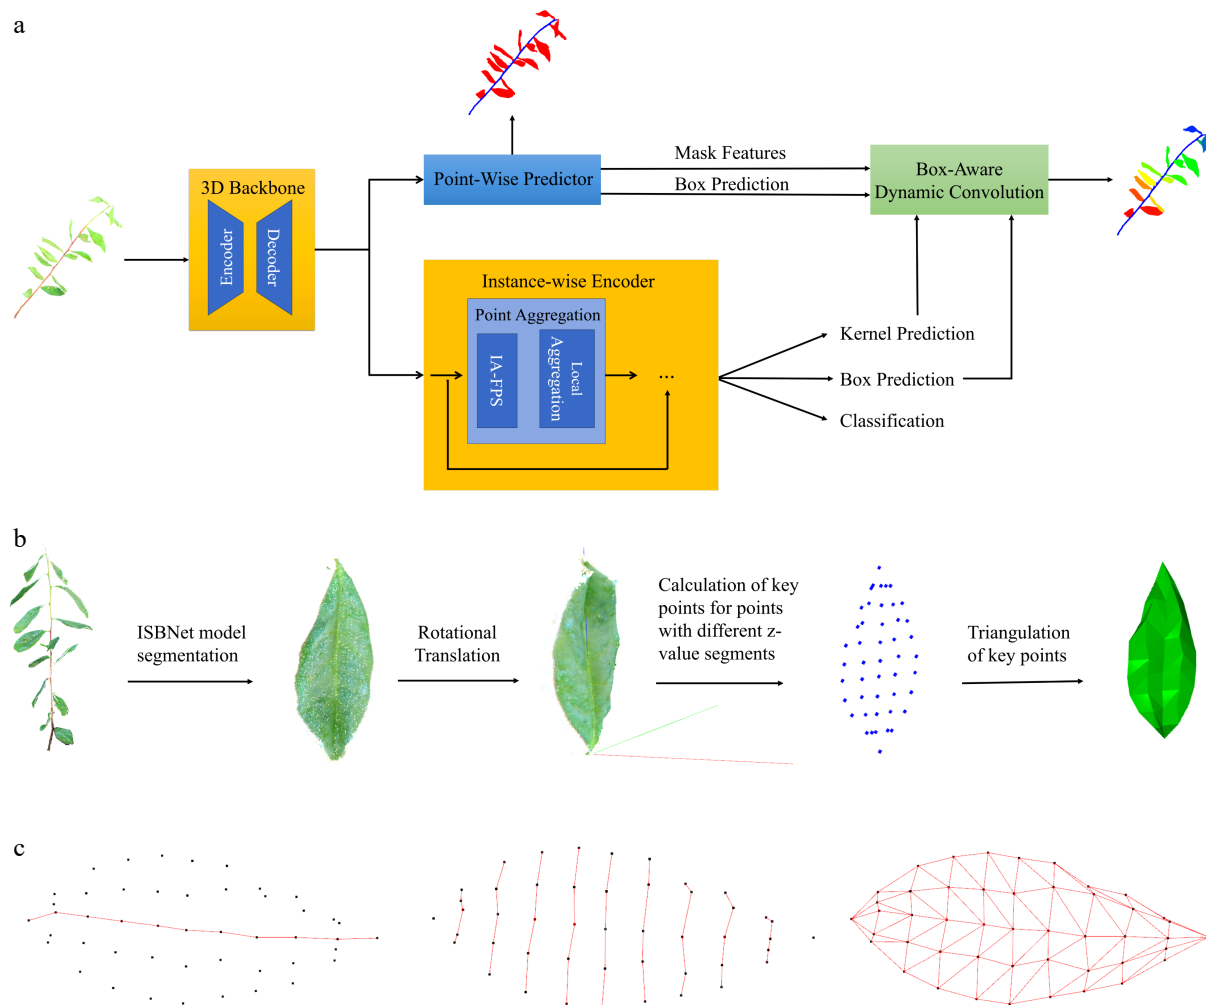 a
3D Backbone
Encoder
Decoder
Point-Wise Predictor
Mask Features
Box Prediction
Box-Aware
Dynamic Convolution
Instance-wise Encoder
Point Aggregation
IA-FPS
Local
Aggregation
...
Kernel Prediction
Box Prediction
Classification
b
ISBNet model
segmentation
Rotational
Translation
Calculation of key
points for points
with different z-
value segments
Triangulation
of key points
c